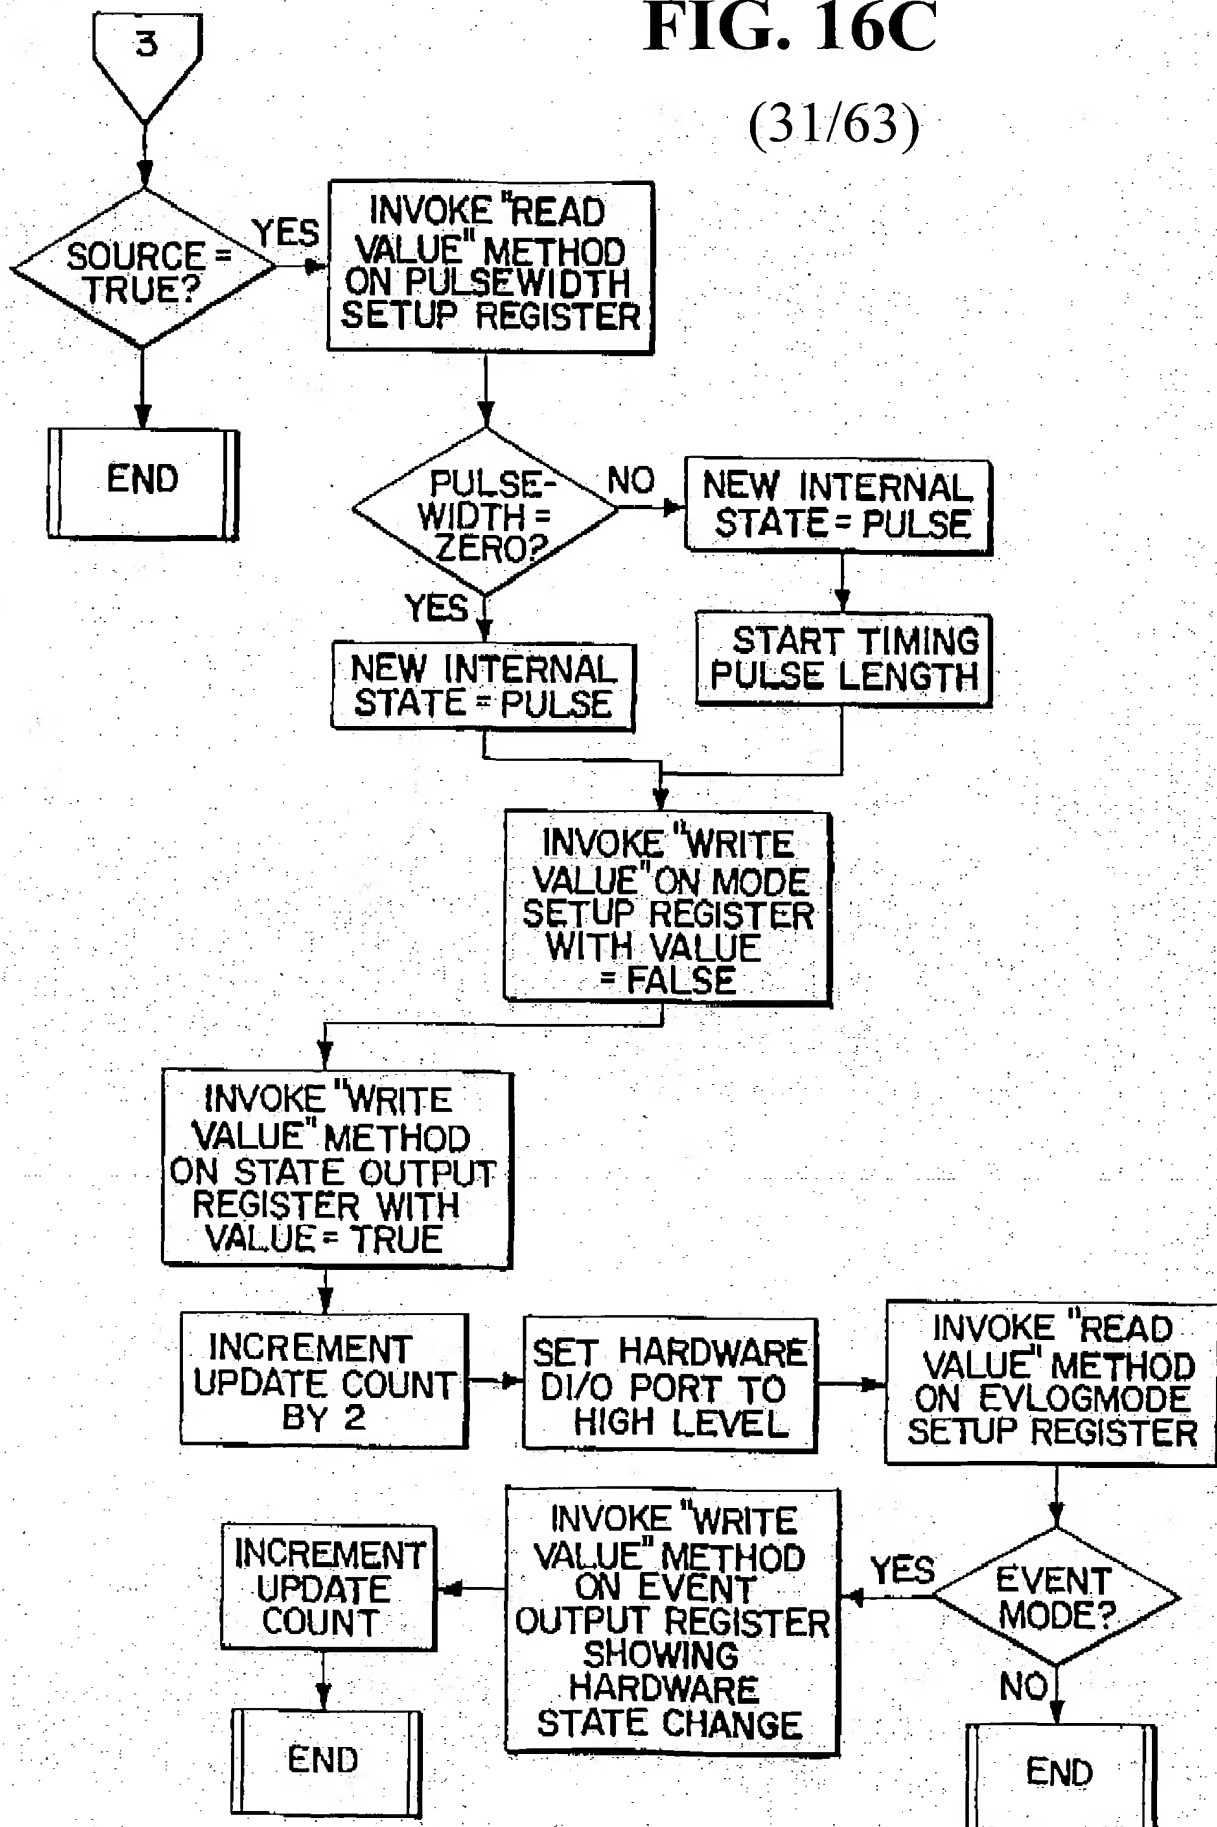 FIG. 16C
(31/63)
3
SOURCE =
TRUE?
YES
INVOKE "READ
VALUE" METHOD
ON PULSEWIDTH
SETUP REGISTER
END
PULSE-
WIDTH =
ZERO?
NO
NEW INTERNAL
STATE = PULSE
YES
START TIMING
PULSE LENGTH
NEW INTERNAL
STATE = PULSE
INVOKE "WRITE
VALUE" ON MODE
SETUP REGISTER
WITH VALUE
= FALSE
INVOKE "WRITE
VALUE" METHOD
ON STATE OUTPUT
REGISTER WITH
VALUE = TRUE
INCREMENT
UPDATE COUNT
BY 2
SET HARDWARE
DI/O PORT TO
HIGH LEVEL
INVOKE "READ
VALUE" METHOD
ON EVLOGMODE
SETUP REGISTER
EVENT
MODE?
YES
INVOKE "WRITE
VALUE" METHOD
ON EVENT
OUTPUT REGISTER
SHOWING
HARDWARE
STATE CHANGE
INCREMENT
UPDATE
COUNT
END
NO
END